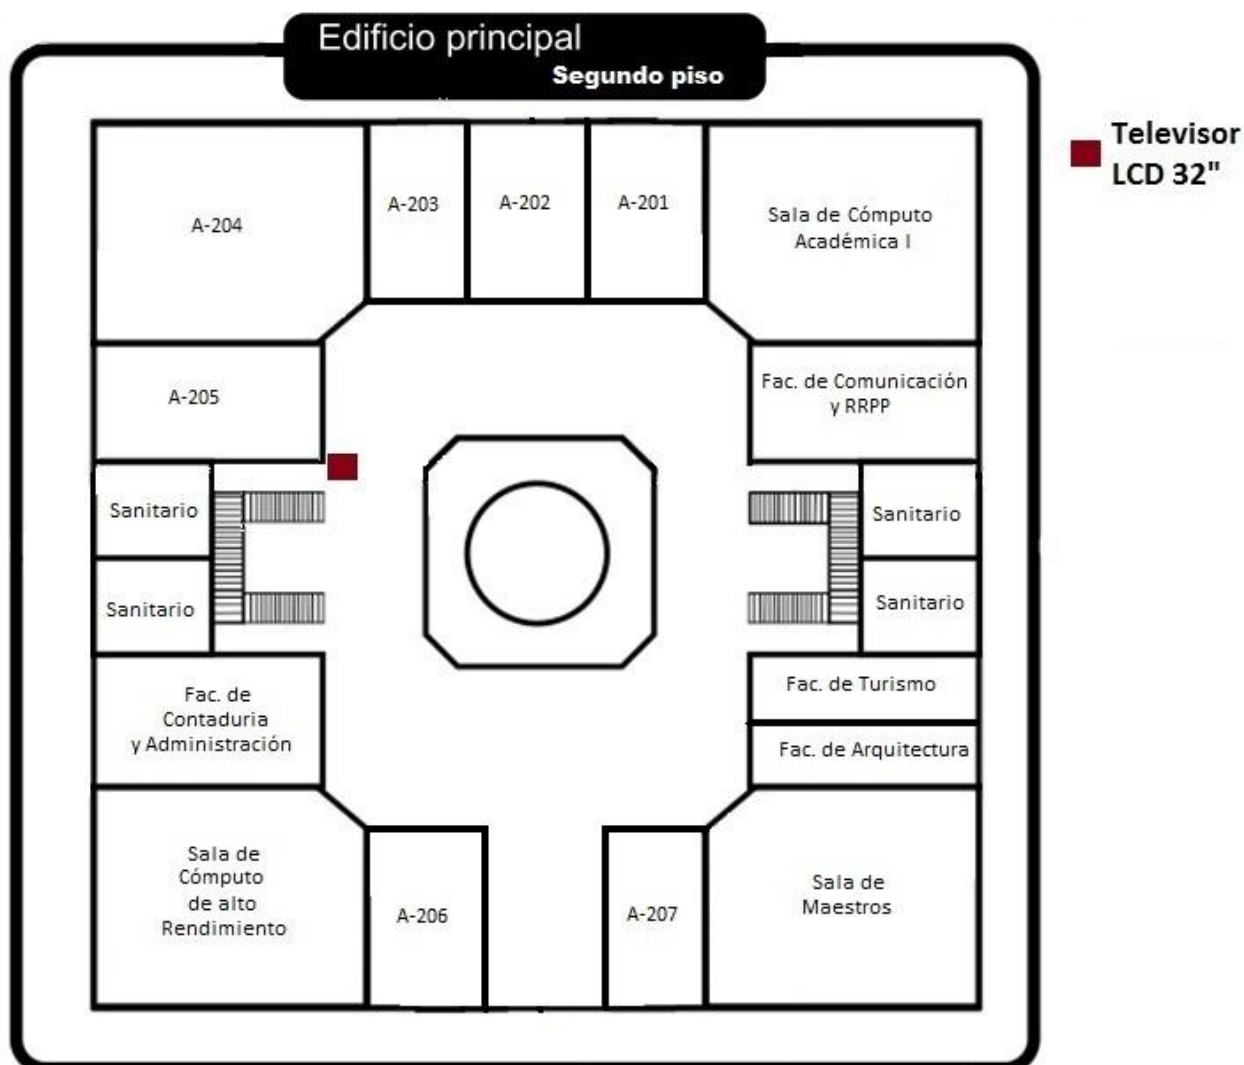 Edificio principal
Segundo piso
Televisor
LCD 32"
A-204
A-203
A-202
A-201
Sala de Cómputo
Académica I
A-205
Fac. de Comunicación
y RRPP
Sanitario
Sanitario
Sanitario
Sanitario
Fac. de
Contaduria
y Administración
Fac. de Turismo
Fac. de Arquitectura
Sala de
Cómputo
de alto
Rendimiento
A-206
A-207
Sala de
Maestros